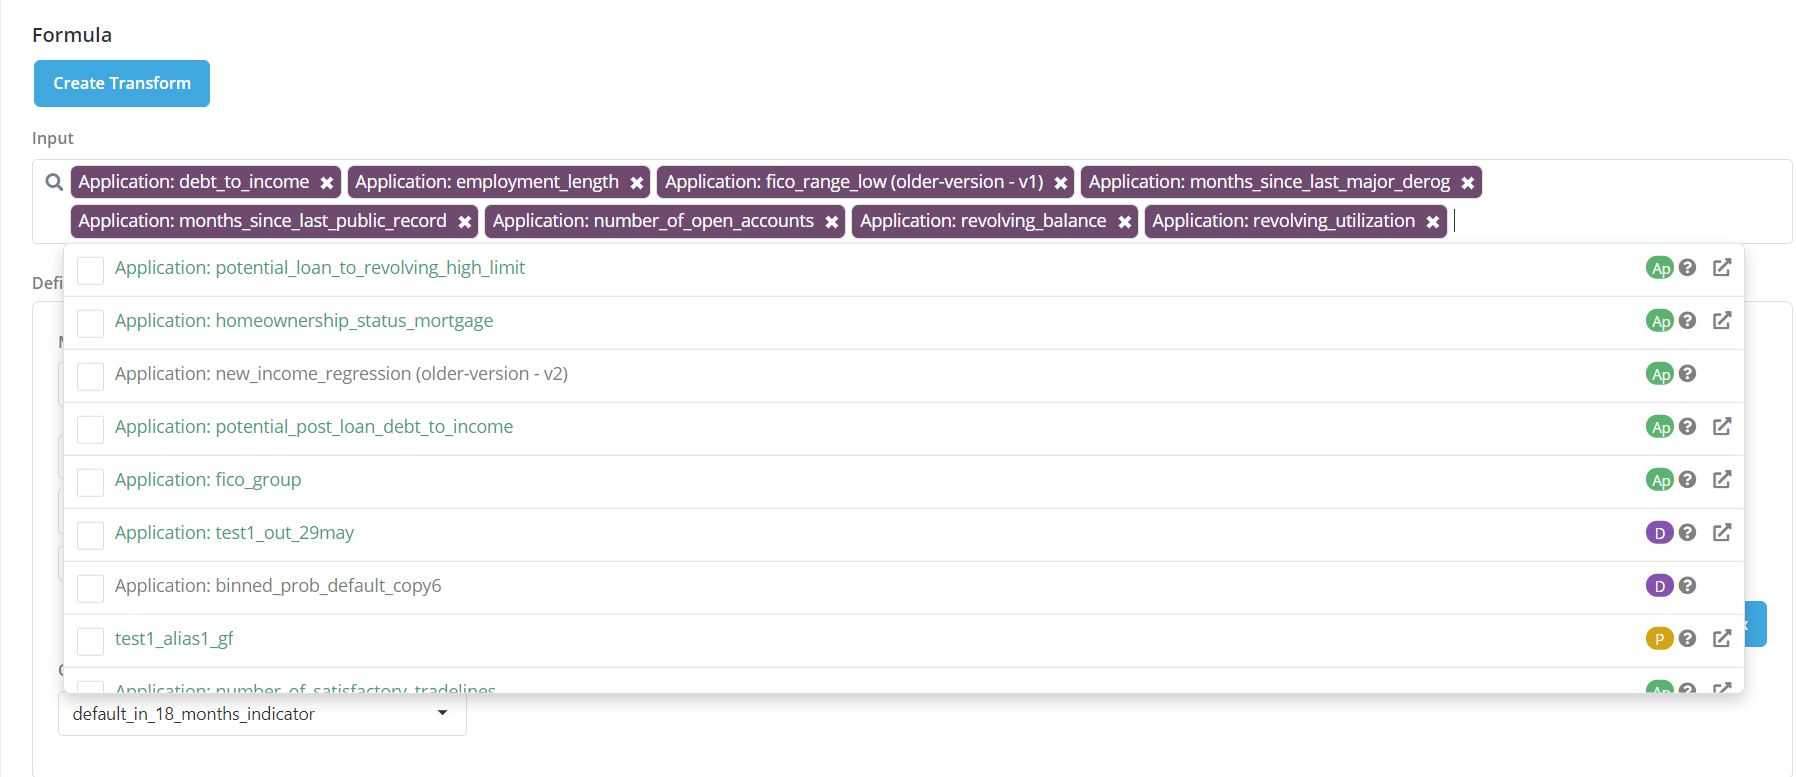 Formula
Create Transform
Input
Application: debt_to_income Application: employment_length Application: fico_range_low (older-version - v1) Application: months_since_last_major_derog
Application: months_since_last_public_record Application: number_of_open_accounts Application: revolving_balance Application: revolving_utilization
Application: potential_loan_to_revolving_high_limit Ap
Defi
Application: homeownership_status_mortgage Ap
Application: new_income_regression (older-version - v2) Ap
Application: potential_post_loan_debt_to_income Ap
Application: fico_group Ap
Application: test1_out_29may D
Application: binned_prob_default_copy6 D
test1_alias1_gf P
Application: number_of_satisfactory_tradelines Ap
default_in_18_months_indicator